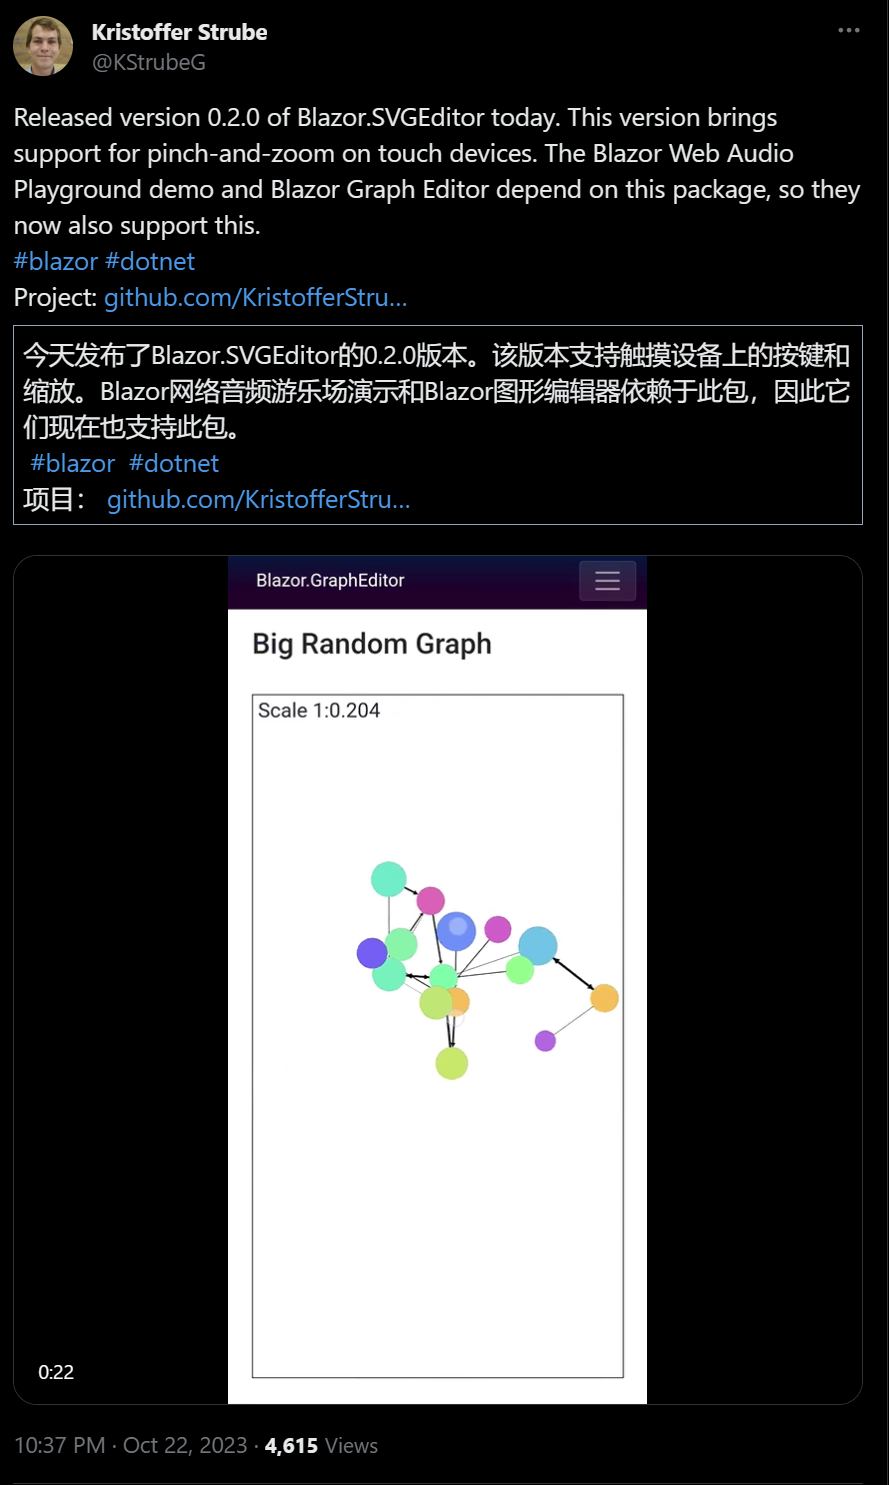 Kristoffer Strube
@KStrubeG
Released version 0.2.0 of Blazor.SVGEditor today. This version brings
support for pinch-and-zoom on touch devices. The Blazor Web Audio
Playground demo and Blazor Graph Editor depend on this package, so they
now also support this.
#blazor #dotnet
Project: github.com/KristofferStru...
今天发布了Blazor.SVGEditor的0.2.0版本。该版本支持触摸设备上的按键和
缩放。Blazor网络音频游乐场演示和Blazor图形编辑器依赖于此包，因此它
们现在也支持此包。
#blazor #dotnet
项目： github.com/KristofferStru...
Blazor.GraphEditor
Big Random Graph
Scale 1:0.204
0:22
10:37 PM · Oct 22, 2023 · 4,615 Views